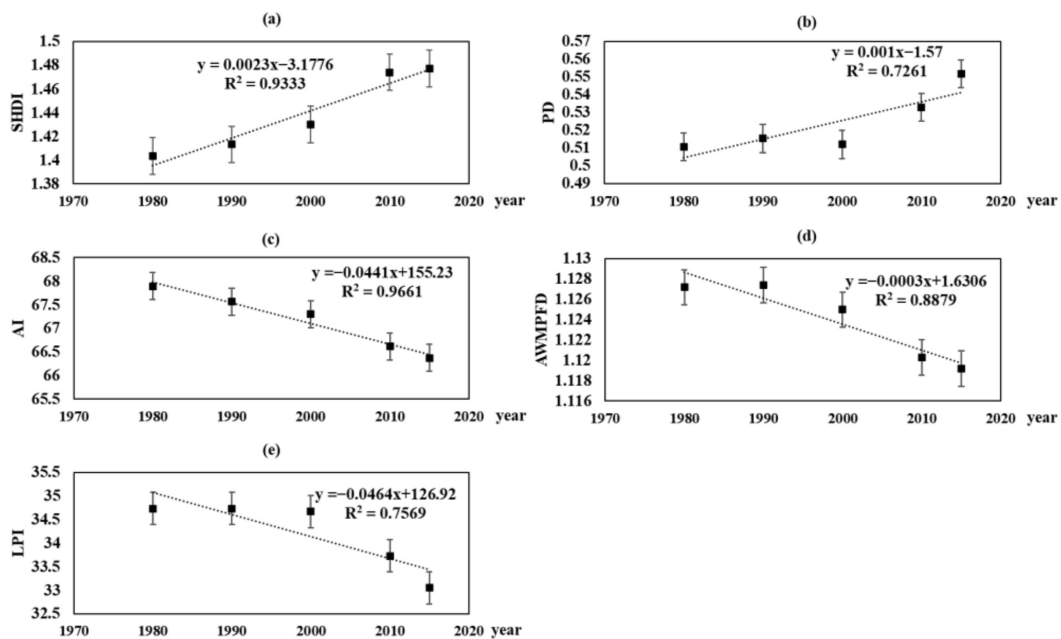 (a)
1.5
1.48
1.46
1.44
1.42
1.4
1.38
SHDI
y = 0.0023x−3.1776
R² = 0.9333
1970 1980 1990 2000 2010 2020 year
(b)
0.57
0.56
0.55
0.54
0.53
0.52
0.51
0.5
0.49
PD
y = 0.001x−1.57
R² = 0.7261
1970 1980 1990 2000 2010 2020 year
(c)
68.5
68
67.5
67
66.5
66
65.5
AI
y =−0.0441x+155.23
R² = 0.9661
1970 1980 1990 2000 2010 2020 year
(d)
1.13
1.128
1.126
1.124
1.122
1.120
1.118
1.116
AWMPFD
y =−0.0003x+1.6306
R² = 0.8879
1970 1980 1990 2000 2010 2020 year
(e)
35.5
35
34.5
34
33.5
33
32.5
LPI
y =−0.0464x+126.92
R² = 0.7569
1970 1980 1990 2000 2010 2020 year